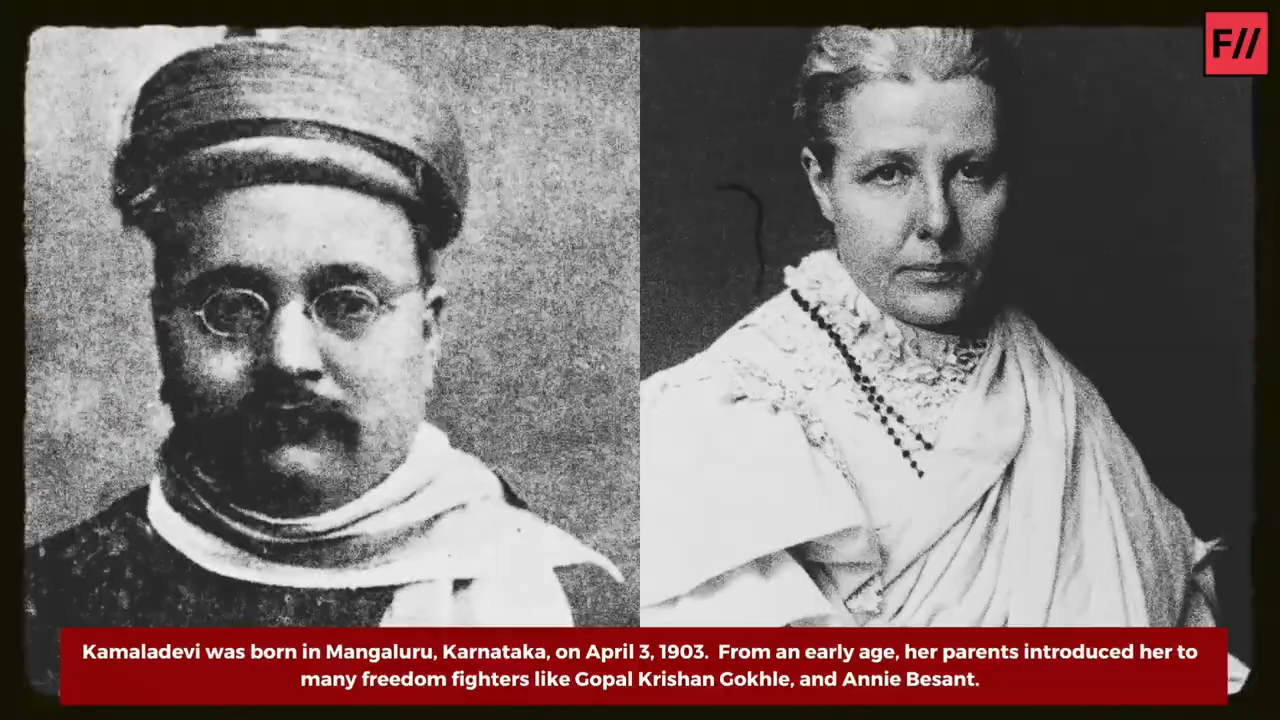 F//
Kamaladevi was born in Mangaluru, Karnataka, on April 3, 1903.  From an early age, her parents introduced her to
many freedom fighters like Gopal Krishan Gokhle, and Annie Besant.